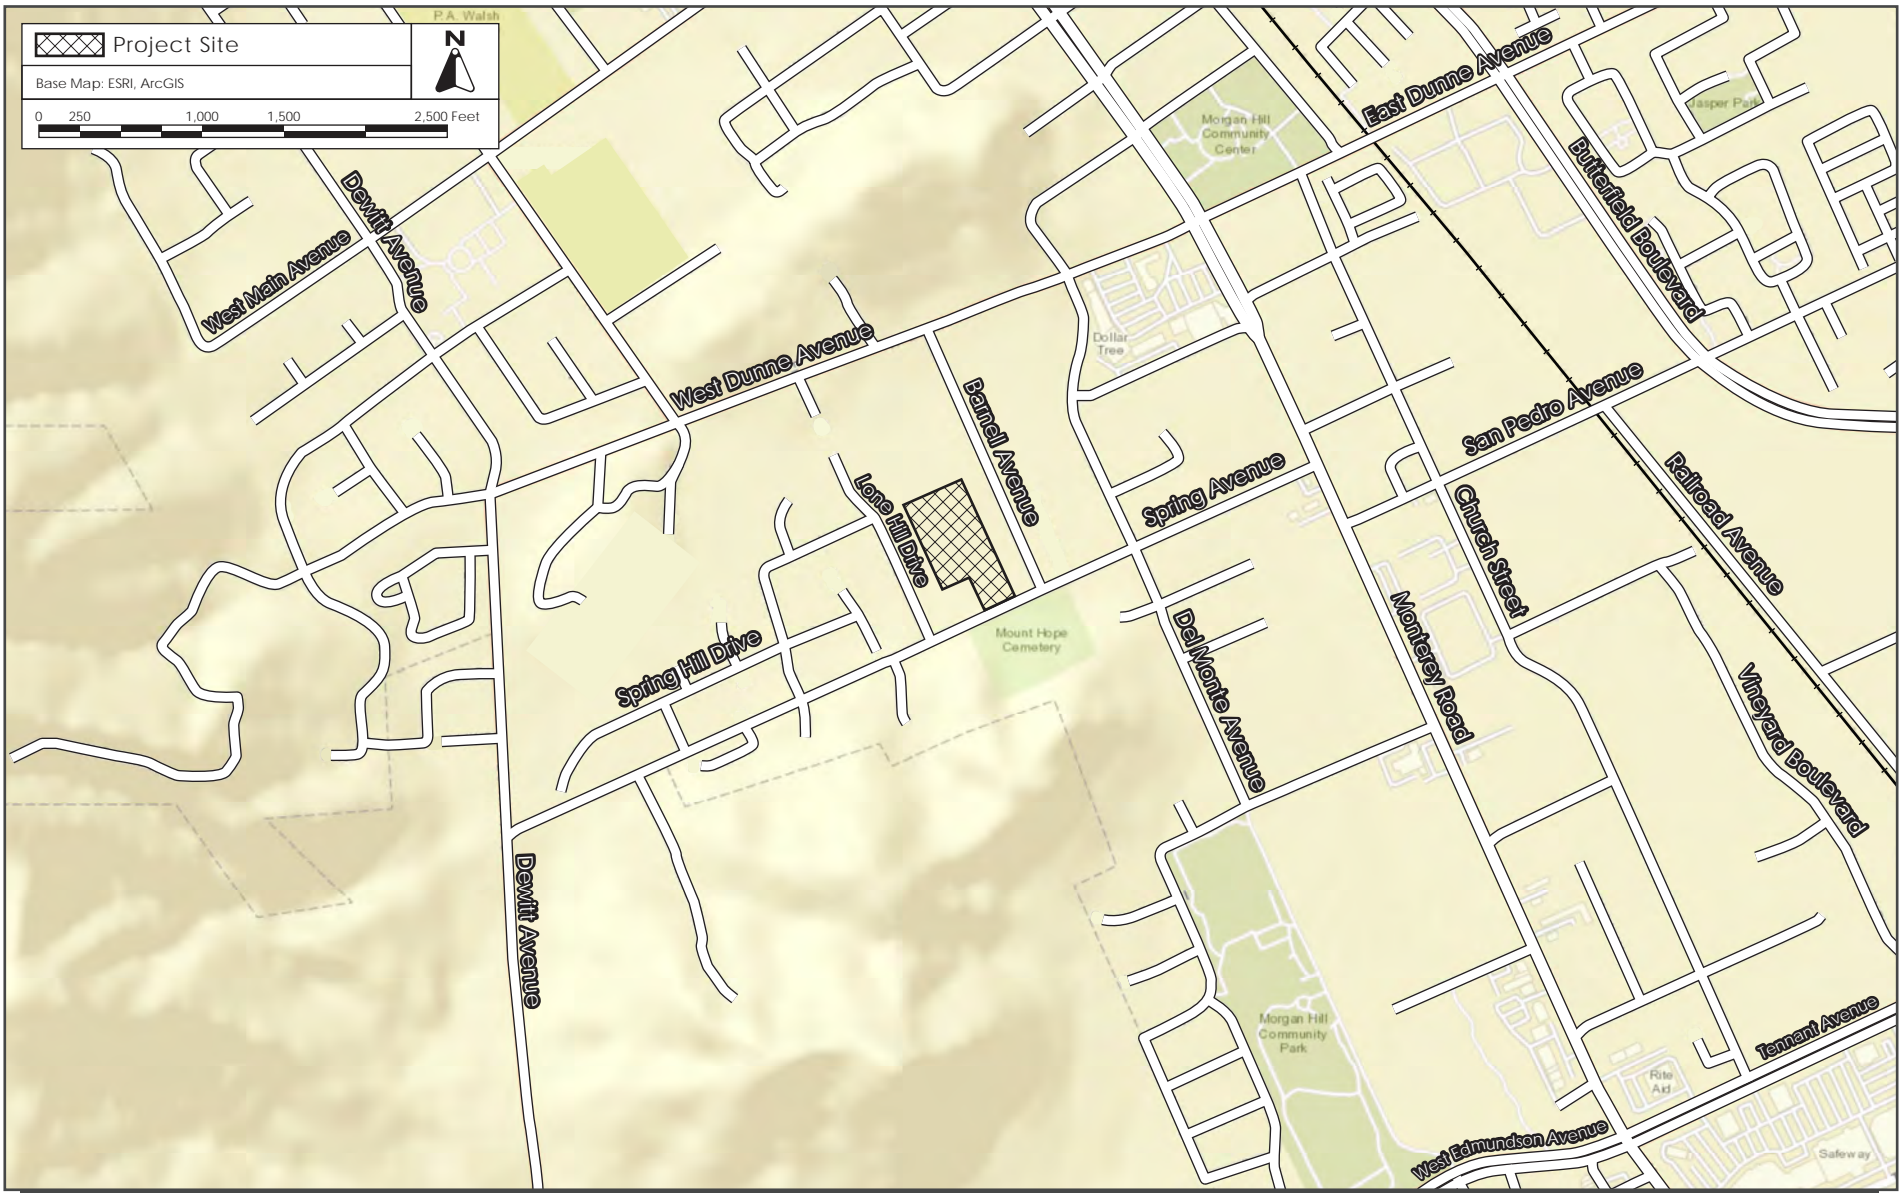 P.A. Walsh
Project Site
N
Base Map: ESRI, ArcGIS
0 250 1,000 1,500 2,500 Feet
East Dunne Avenue
Jasper Park
Morgan Hill
Community
Center
Butterfield Boulevard
Dewitt Avenue
West Main Avenue
Dollar
Tree
West Dunne Avenue
Barnell Avenue
San Pedro Avenue
Spring Avenue
Railroad Avenue
Lone Hill Drive
Church Street
Monterey Road
Mount Hope
Cemetery
Del Monte Avenue
Spring Hill Drive
Vineyard Boulevard
Dewitt Avenue
Morgan Hill
Community
Park
Tennant Avenue
Rite
Aid
West Edmundson Avenue
Safeway